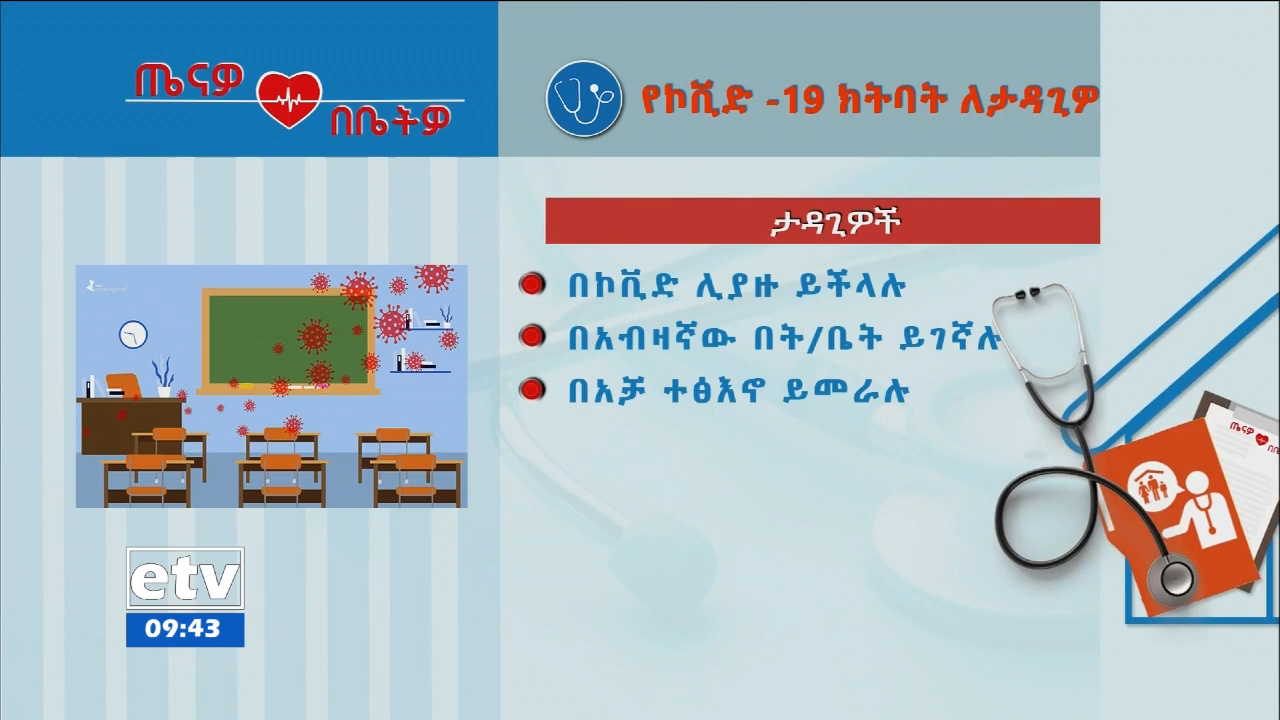 ጤናዎ
በቤትዎ
የኮቪድ -19 ክትባት ለታዳጊዎ
ታዳጊዎች
በኮቪድ ሊያዙ ይችላሉ
በአብዛኛው በት/ቤት ይገኛሉ
በአቻ ተፅእኖ ይመራሉ
ጤናዎ
etv
09:43